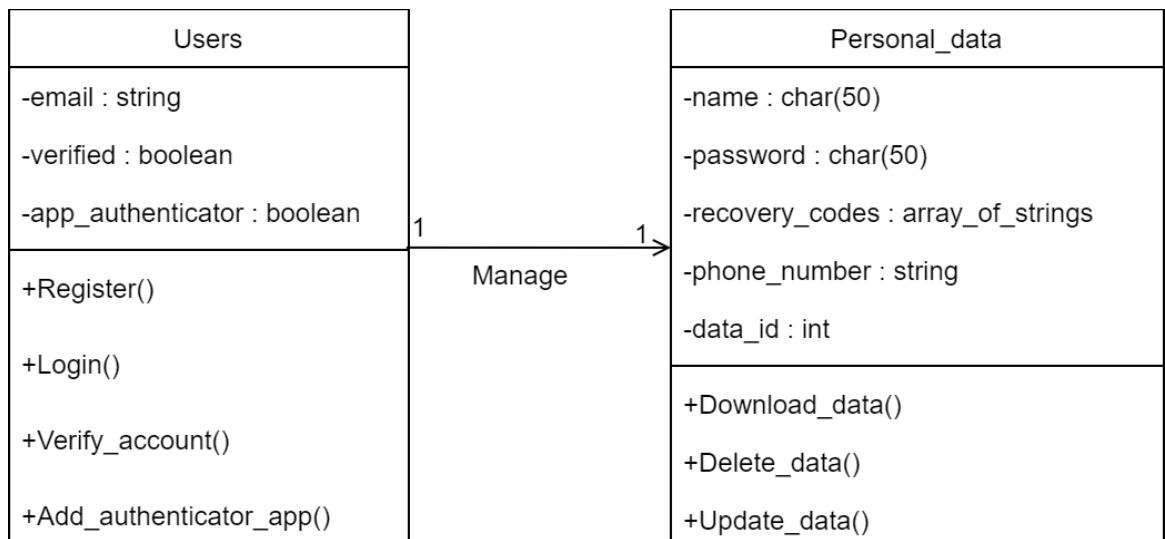 Users
-email : string
-verified : boolean
-app_authenticator : boolean
+Register()
+Login()
+Verify_account()
+Add_authenticator_app()
1
1
Manage
Personal_data
-name : char(50)
-password : char(50)
-recovery_codes : array_of_strings
-phone_number : string
-data_id : int
+Download_data()
+Delete_data()
+Update_data()